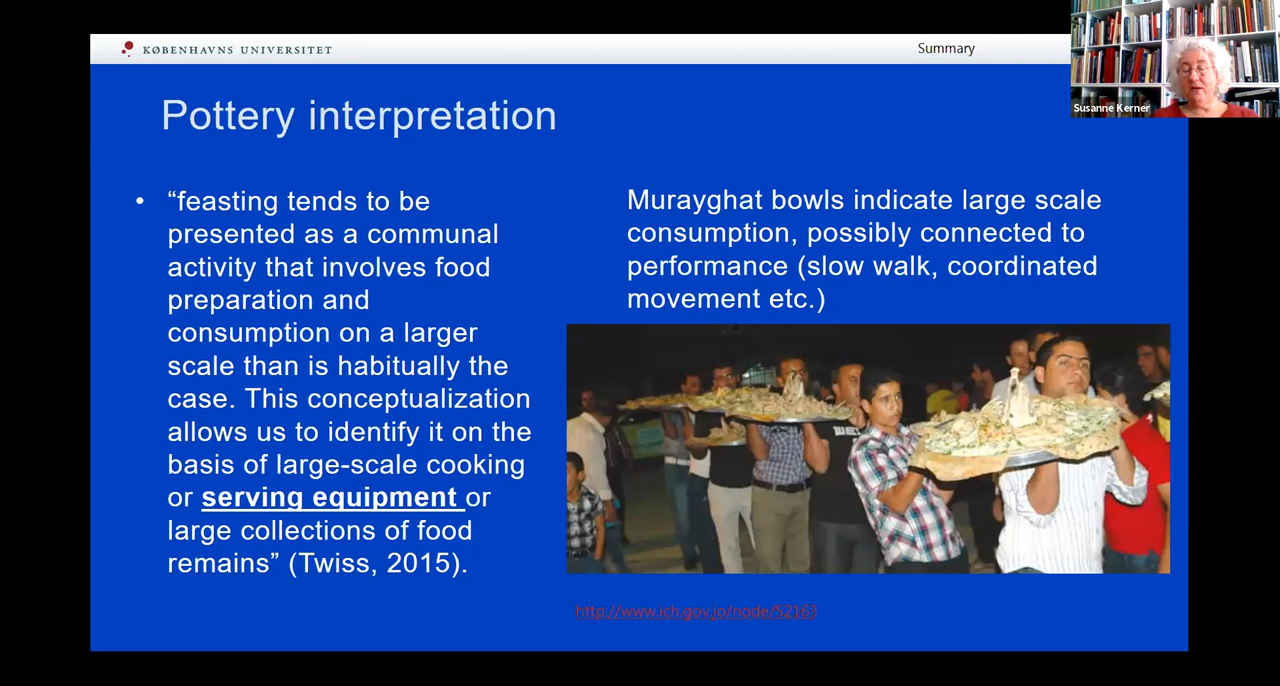 KØBENHAVNS UNIVERSITET
Summary
Susanne Kerner
Pottery interpretation
• “feasting tends to be
presented as a communal
activity that involves food
preparation and
consumption on a larger
scale than is habitually the
case. This conceptualization
allows us to identify it on the
basis of large-scale cooking
or serving equipment or
large collections of food
remains” (Twiss, 2015).
Murayghat bowls indicate large scale
consumption, possibly connected to
performance (slow walk, coordinated
movement etc.)
http://www.ich.gov.jo/node/52163